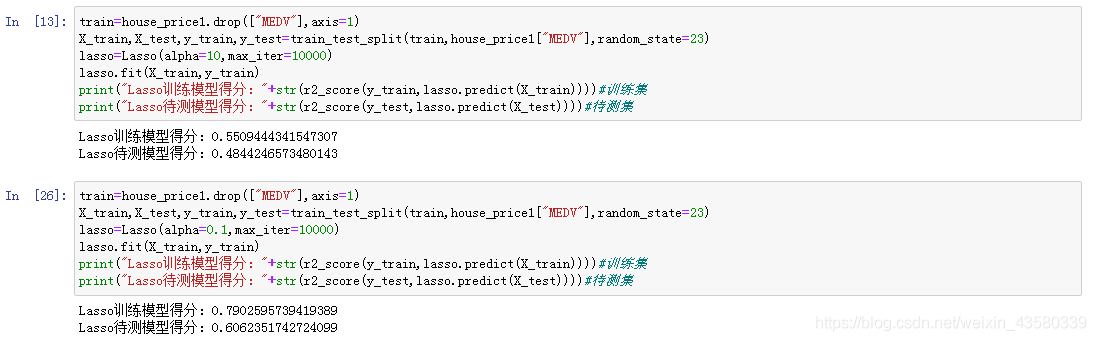 In [13]:
train=house_price1.drop(["MEDV"],axis=1)
X_train,X_test,y_train,y_test=train_test_split(train,house_price1["MEDV"],random_state=23)
lasso=Lasso(alpha=10,max_iter=10000)
lasso.fit(X_train,y_train)
print("Lasso训练模型得分："+str(r2_score(y_train,lasso.predict(X_train))))#训练集
print("Lasso待测模型得分："+str(r2_score(y_test,lasso.predict(X_test))))#待测集
Lasso训练模型得分：0.5509444341547307
Lasso待测模型得分：0.4844246573480143
In [26]:
train=house_price1.drop(["MEDV"],axis=1)
X_train,X_test,y_train,y_test=train_test_split(train,house_price1["MEDV"],random_state=23)
lasso=Lasso(alpha=0.1,max_iter=10000)
lasso.fit(X_train,y_train)
print("Lasso训练模型得分："+str(r2_score(y_train,lasso.predict(X_train))))#训练集
print("Lasso待测模型得分："+str(r2_score(y_test,lasso.predict(X_test))))#待测集
Lasso训练模型得分：0.7902595739419389
Lasso待测模型得分：0.6062351742724099
https://blog.csdn.net/weixin_43580339